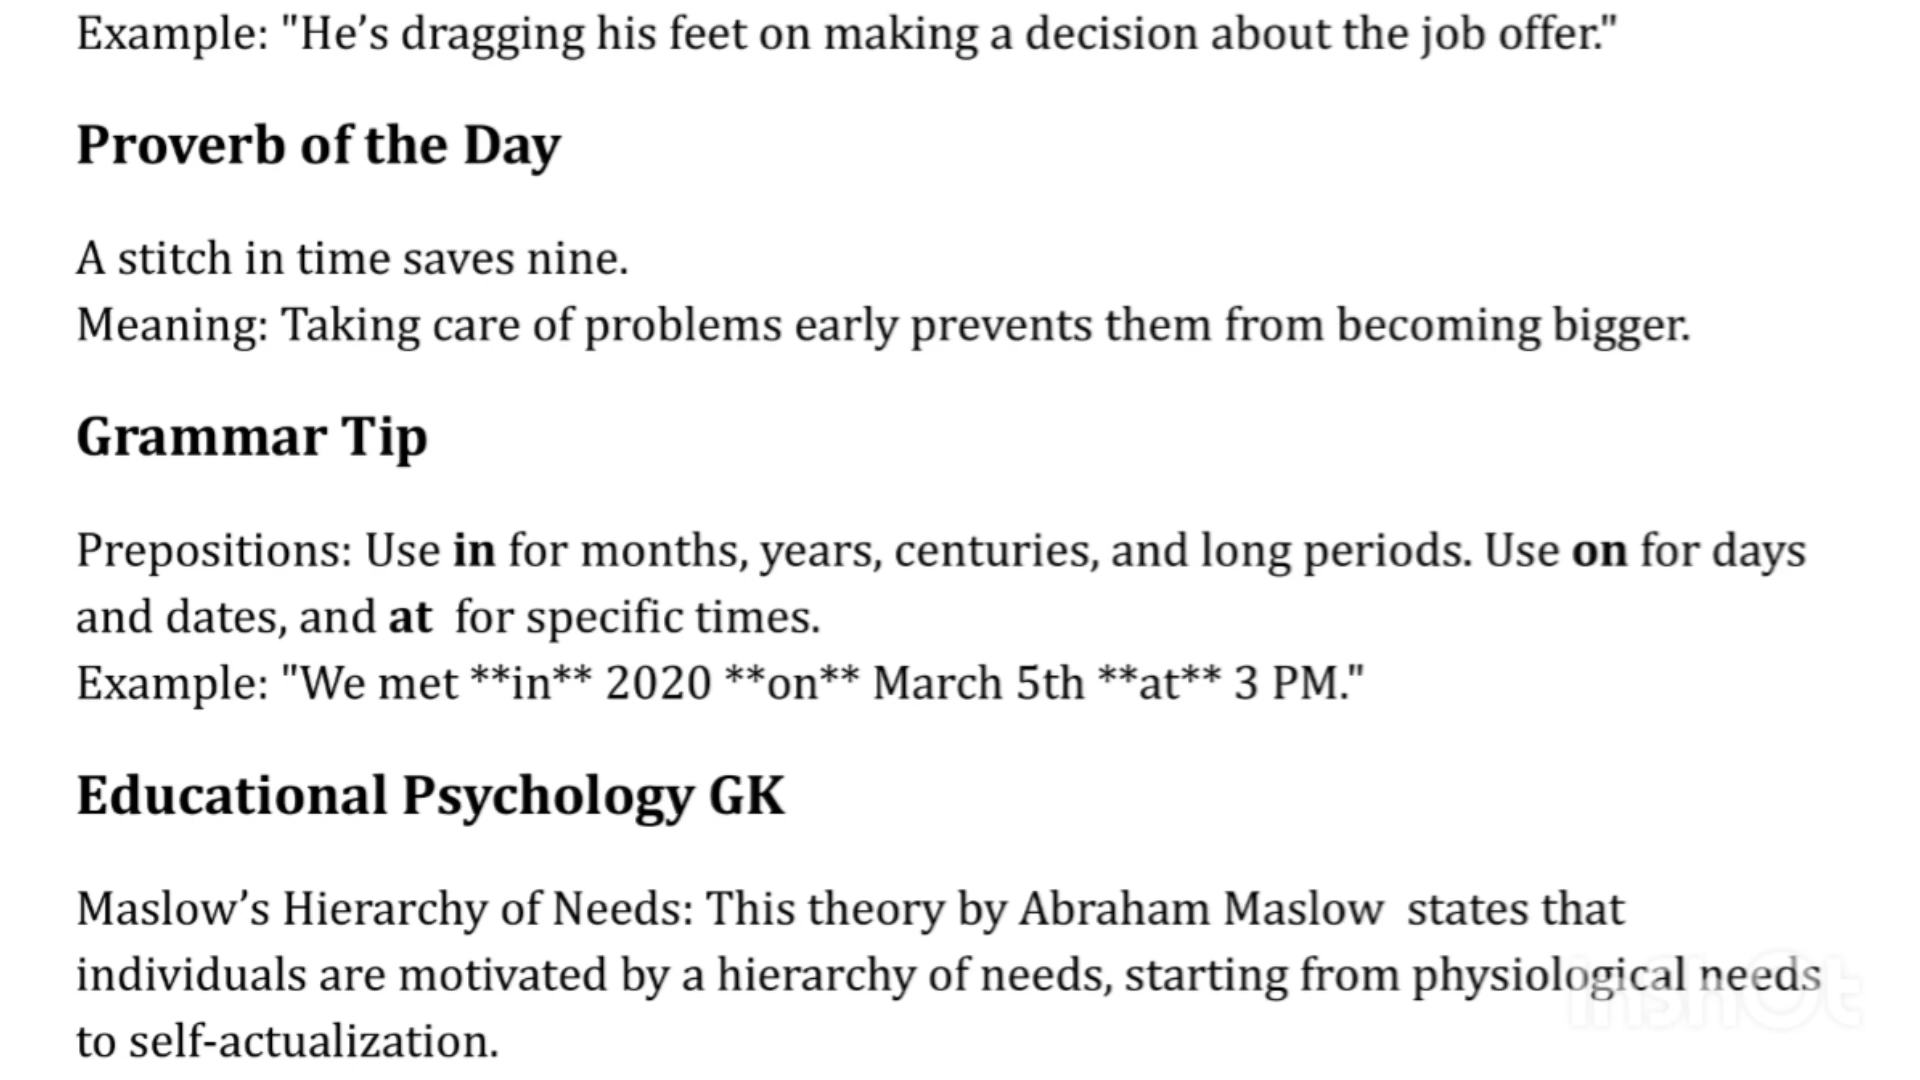 Example: "He’s dragging his feet on making a decision about the job offer."
Proverb of the Day
A stitch in time saves nine.
Meaning: Taking care of problems early prevents them from becoming bigger.
Grammar Tip
Prepositions: Use in for months, years, centuries, and long periods. Use on for days
and dates, and at  for specific times.
Example: "We met **in** 2020 **on** March 5th **at** 3 PM."
Educational Psychology GK
Maslow’s Hierarchy of Needs: This theory by Abraham Maslow  states that
individuals are motivated by a hierarchy of needs, starting from physiological needs
to self-actualization.
InShOt